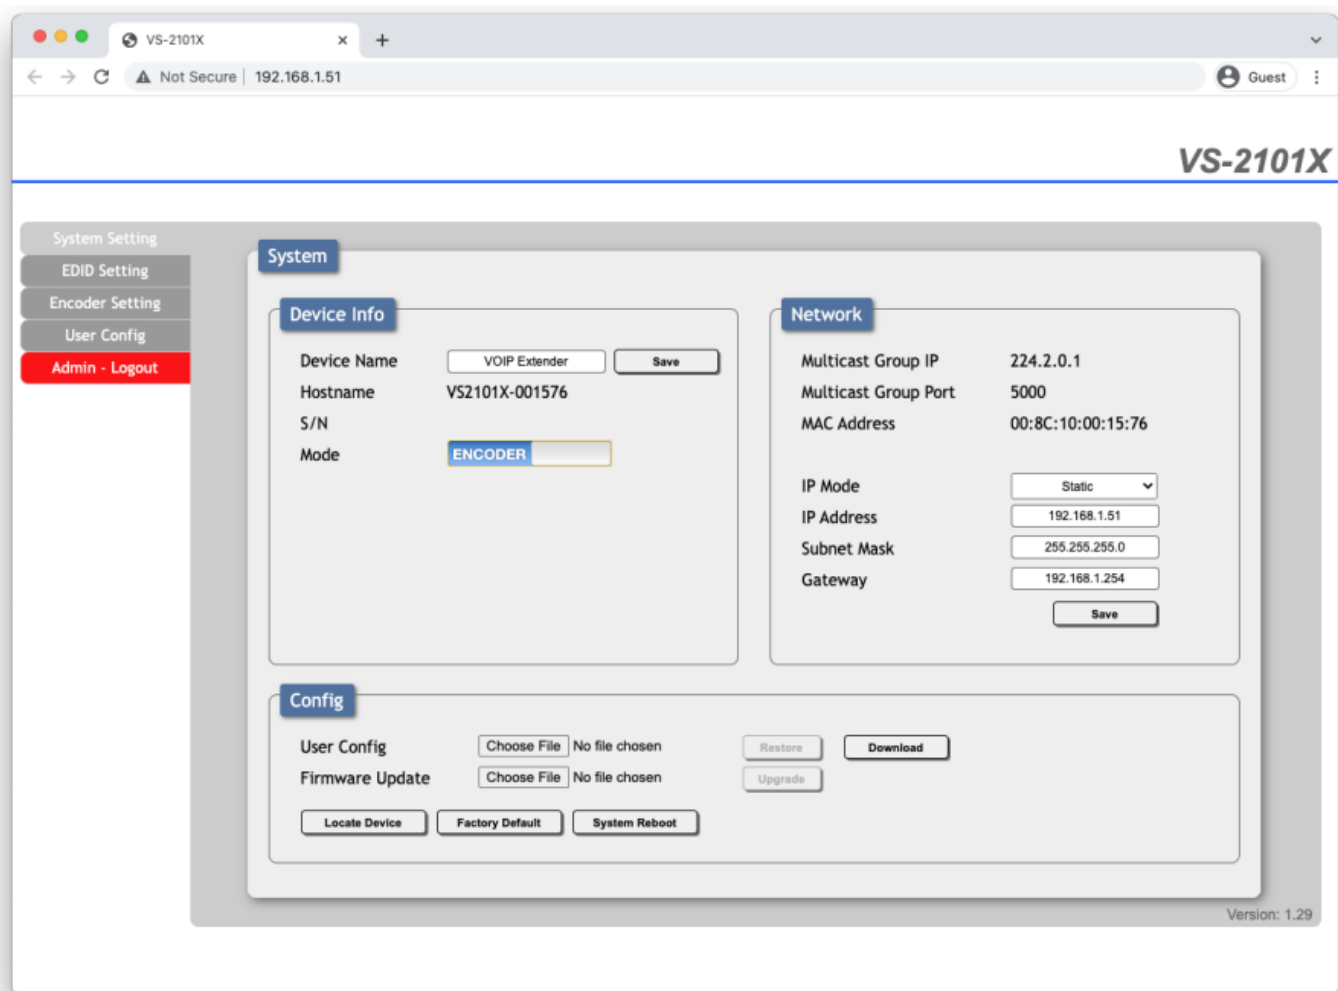 VS-2101X
Not Secure 192.168.1.51
Guest
VS-2101X
System Setting
EDID Setting
Encoder Setting
User Config
Admin - Logout
System
Device Info
Device Name VOIP Extender Save
Hostname VS2101X-001576
S/N
Mode ENCODER
Network
Multicast Group IP 224.2.0.1
Multicast Group Port 5000
MAC Address 00:8C:10:00:15:76
IP Mode Static
IP Address 192.168.1.51
Subnet Mask 255.255.255.0
Gateway 192.168.1.254
Save
Config
User Config Choose File No file chosen Restore Download
Firmware Update Choose File No file chosen Upgrade
Locate Device Factory Default System Reboot
Version: 1.29